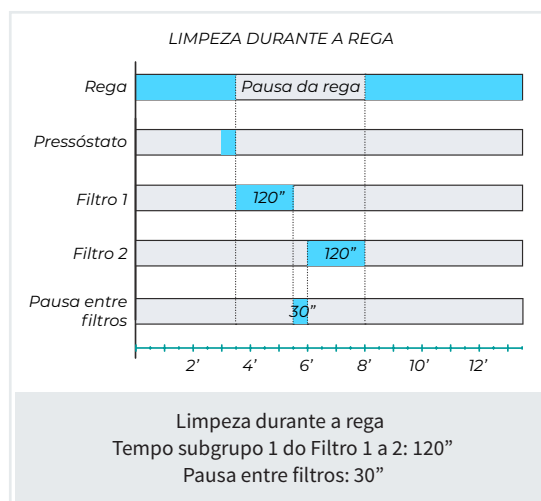 LIMPEZA DURANTE A REGA
Rega
Pausa da rega
Pressóstato
Filtro 1
120”
Filtro 2
120”
Pausa entre
filtros
30”
2’ 4’ 6’ 8’ 10’ 12’
Limpeza durante a rega
Tempo subgrupo 1 do Filtro 1 a 2: 120”
Pausa entre filtros: 30”